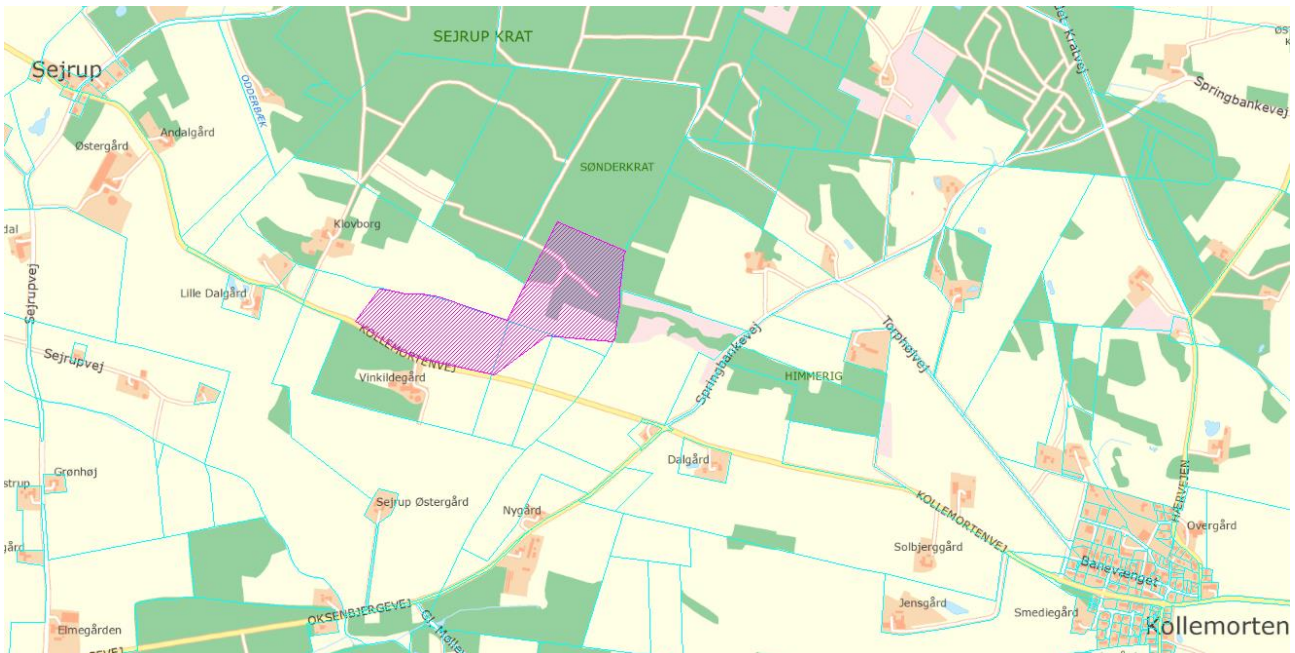 SEJRUP KRAT
Sejrup
ODDERBÆK
Springbankevej
Andalgård
Østergård
SØNDERKRAT
Klovborg
Lille Dalgård
Sejrupvej
KOLLEMORTENVEJ
Torphøjvej
Sejrupvej
Springbankevej
Vinkildegård
HIMMERIG
Dalgård
Grønhøj
HÆRVEJEN
Sejrup Østergård
Nygård
KOLLEMORTENVEJ
Overgård
Solbjerggård
Banevænget
OKSENBJERGEVEJ
Jensgård
Smediegård
Elmegården
Kollemorten